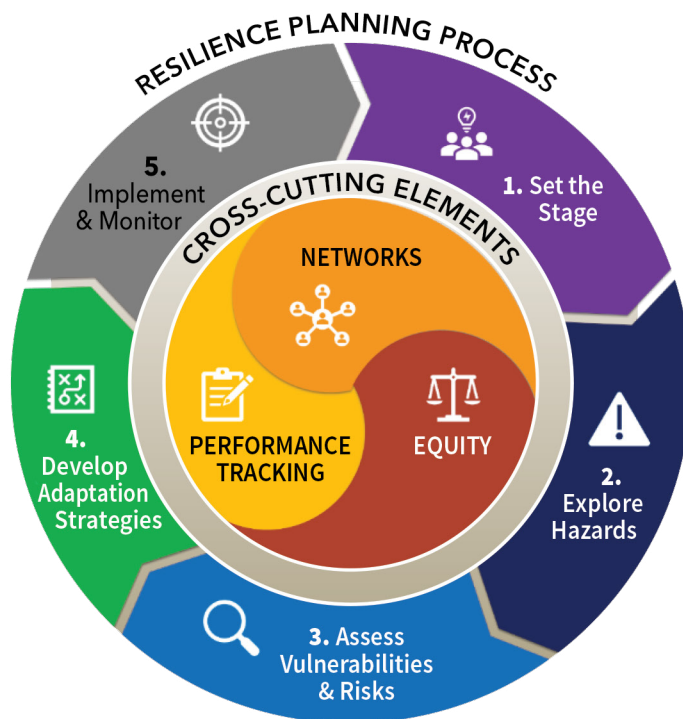 RESILIENCE PLANNING PROCESS
1. Set the
Stage
2.
Explore
Hazards
3. Assess
Vulnerabilities
& Risks
4.
Develop
Adaptation
Strategies
5.
Implement
& Monitor
CROSS-CUTTING ELEMENTS
NETWORKS
EQUITY
PERFORMANCE
TRACKING